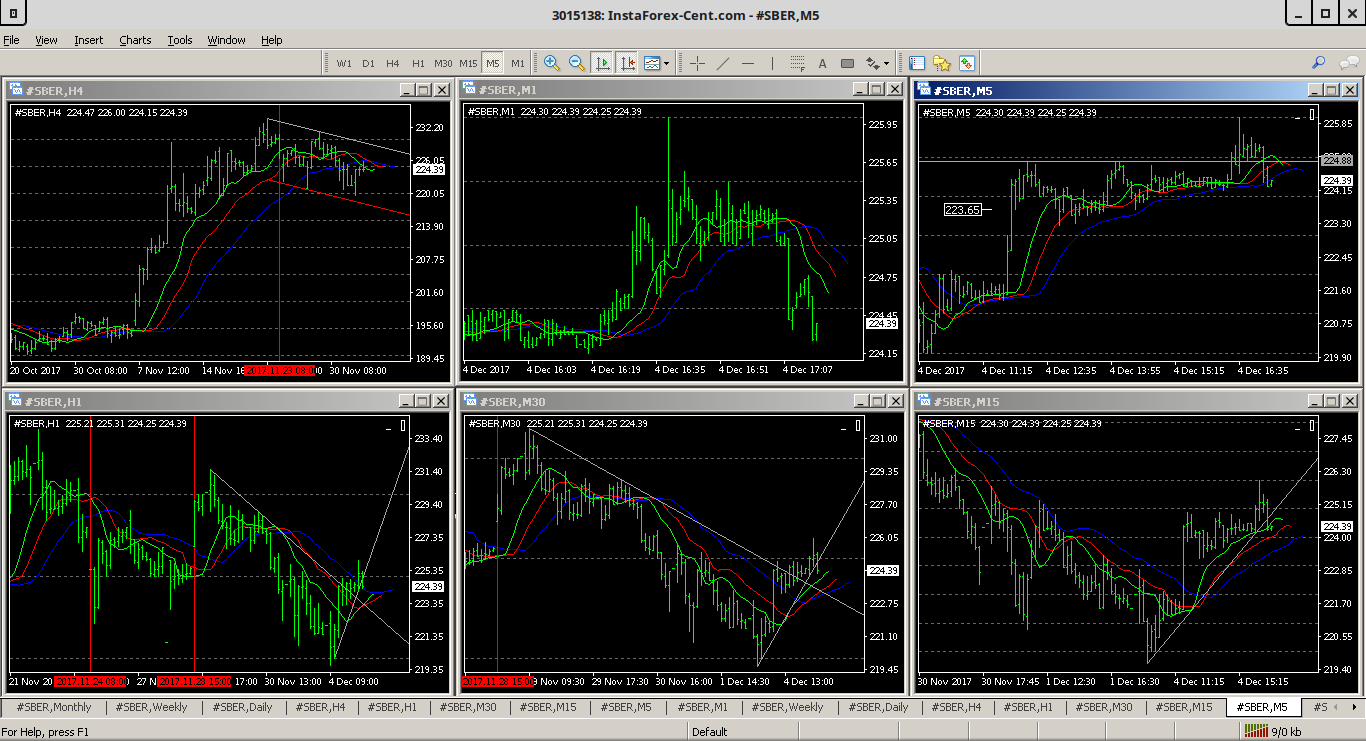 3015138: InstaForex-Cent.com - #SBER,M5
File View Insert Charts Tools Window Help
W1 D1 H4 H1 M30 M15 M5 M1
#SBER,H4
#SBER,H4 224.47 226.00 224.15 224.39
232.20
226.05
224.39
220.05
213.90
207.75
201.60
195.60
189.45
20 Oct 2017 30 Oct 08:00 7 Nov 12:00 14 Nov 16 2017.11.23 08:00 30 Nov 08:00
#SBER,M1
#SBER,M1 224.30 224.39 224.25 224.39
225.95
225.65
225.35
225.05
224.75
224.45
224.39
224.15
4 Dec 2017 4 Dec 16:03 4 Dec 16:19 4 Dec 16:35 4 Dec 16:51 4 Dec 17:07
#SBER,M5
#SBER,M5 224.30 224.39 224.25 224.39
225.85
224.88
224.39
224.15
223.65
223.30
222.45
221.60
220.75
219.90
4 Dec 2017 4 Dec 11:15 4 Dec 12:35 4 Dec 13:55 4 Dec 15:15 4 Dec 16:35
#SBER,H1
#SBER,H1 225.21 225.31 224.25 224.39
233.40
231.40
229.40
227.35
225.35
224.39
223.35
221.35
219.35
21 Nov 20 2017.11.24 08:00 27 N 2017.11.28 15:00 17:00 30 Nov 13:00 4 Dec 09:00
#SBER,M30
#SBER,M30 225.21 225.31 224.25 224.39
231.00
229.35
227.70
226.05
224.39
222.75
221.10
219.45
2017.11.28 15:00 9 Nov 09:30 29 Nov 17:30 30 Nov 16:00 1 Dec 14:30 4 Dec 13:00
#SBER,M15
#SBER,M15 224.30 224.39 224.25 224.39
227.45
226.30
225.15
224.39
224.00
222.85
221.70
220.55
219.40
30 Nov 2017 30 Nov 17:45 1 Dec 12:30 1 Dec 16:30 4 Dec 11:15 4 Dec 15:15
#SBER,Monthly #SBER,Weekly #SBER,Daily #SBER,H4 #SBER,H1 #SBER,M30 #SBER,M15 #SBER,M5 #SBER,M1 #SBER,Weekly #SBER,Daily #SBER,H4 #SBER,H1 #SBER,M30 #SBER,M15 #SBER,M5 #S
For Help, press F1 Default 9/0 kb